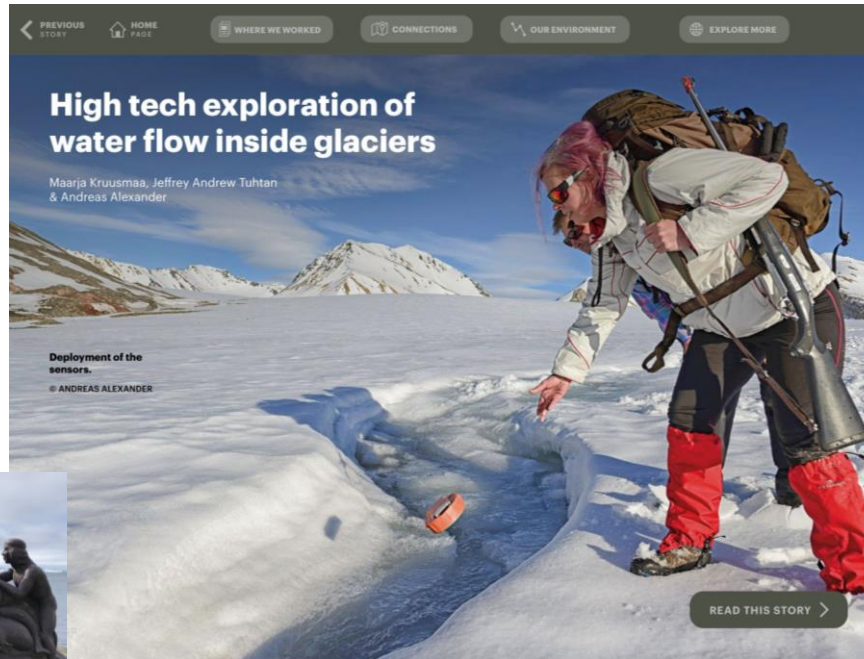 PREVIOUS
STORY
HOME
PAGE
WHERE WE WORKED
CONNECTIONS
OUR ENVIRONMENT
EXPLORE MORE
High tech exploration of
water flow inside glaciers
Maarja Kruusmaa, Jeffrey Andrew Tuhtan
& Andreas Alexander
Deployment of the
sensors.
© ANDREAS ALEXANDER
READ THIS STORY